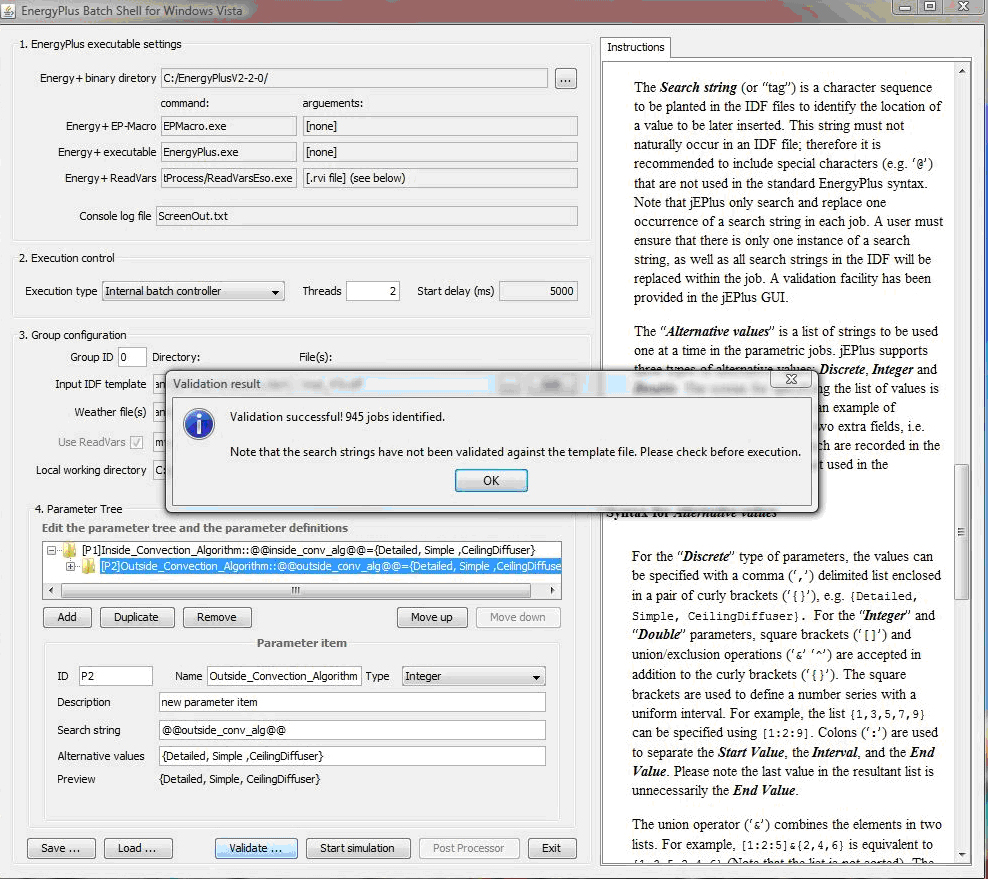 EnergyPlus Batch Shell for Windows Vista
1. EnergyPlus executable settings
Energy+ binary diretory C:/EnergyPlusV2-2-0/ ...
command: arguements:
Energy+ EP-Macro EPMacro.exe [none]
Energy+ executable EnergyPlus.exe [none]
Energy+ ReadVars tProcess/ReadVarsEso.exe [.rvi file] (see below)
Console log file ScreenOut.txt
2. Execution control
Execution type Internal batch controller Threads 2 Start delay (ms) 5000
3. Group configuration
Group ID 0 Directory: File(s):
Input IDF template
Weather file(s)
Use ReadVars
Local working directory C:
Validation result
Validation successful! 945 jobs identified.
Note that the search strings have not been validated against the template file. Please check before execution.
OK
4. Parameter Tree
Edit the parameter tree and the parameter definitions
[P1]Inside_Convection_Algorithm::@@inside_conv_alg@@={Detailed, Simple ,CeilingDiffuser}
[P2]Outside_Convection_Algorithm::@@outside_conv_alg@@={Detailed, Simple ,CeilingDiffuse
Add Duplicate Remove Move up Move down
Parameter item
ID P2 Name Outside_Convection_Algorithm Type Integer
Description new parameter item
Search string @@outside_conv_alg@@
Alternative values {Detailed, Simple ,CeilingDiffuser}
Preview {Detailed, Simple, CeilingDiffuser}
Save ... Load ... Validate ... Start simulation Post Processor Exit
Instructions
The Search string (or “tag”) is a character sequence
to be planted in the IDF files to identify the location of
a value to be later inserted. This string must not
naturally occur in an IDF file; therefore it is
recommended to include special characters (e.g. '@')
that are not used in the standard EnergyPlus syntax.
Note that jEPlus only search and replace one
occurrence of a search string in each job. A user must
ensure that there is only one instance of a search
string, as well as all search strings in the IDF will be
replaced within the job. A validation facility has been
provided in the jEPlus GUI.
The “Alternative values” is a list of strings to be used
one at a time in the parametric jobs. jEPlus supports
three types of alternative values: Discrete, Integer and
ng the list of values is
an example of
wo extra fields, i.e.
ch are recorded in the
t used in the
Syntax for Alternative values
For the “Discrete” type of parameters, the values can
be specified with a comma (',') delimited list enclosed
in a pair of curly brackets ('{}'), e.g. {Detailed,
Simple, CeilingDiffuser}. For the “Integer” and
“Double” parameters, square brackets ('[]') and
union/exclusion operations ('&' '^') are accepted in
addition to the curly brackets ('{}'). The square
brackets are used to define a number series with a
uniform interval. For example, the list {1,3,5,7,9}
can be specified using [1:2:9]. Colons (':') are used
to separate the Start Value, the Interval, and the End
Value. Please note the last value in the resultant list is
unnecessarily the End Value.
The union operator ('&') combines the elements in two
lists. For example, [1:2:5]&{2,4,6} is equivalent to
{1,3,5,2,4,6} (Note that the list is not sorted). The